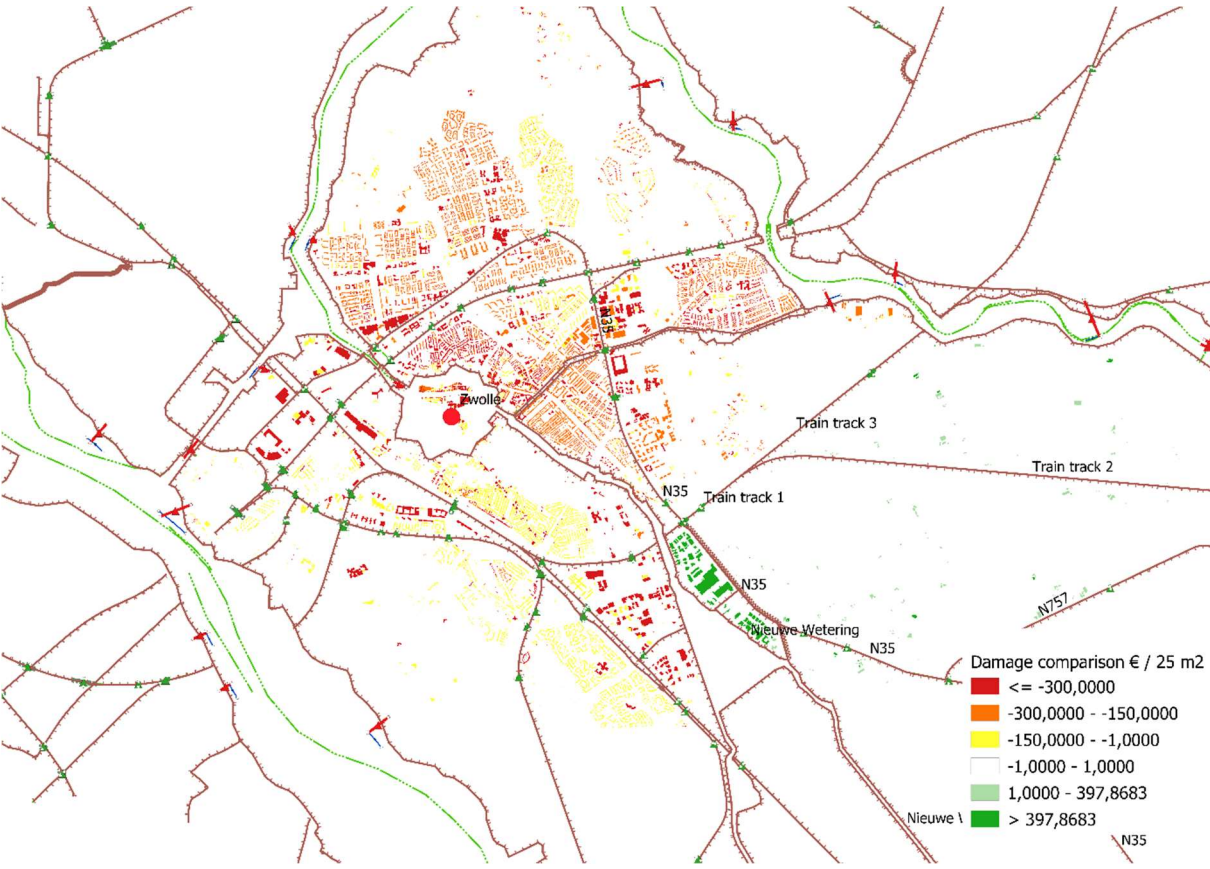 N35
Zwolle
Train track 3
Train track 2
N35
Train track 1
N35
N757
Nieuwe Wetering
N35
Damage comparison € / 25 m2
<= -300,0000
-300,0000 - -150,0000
-150,0000 - -1,0000
-1,0000 - 1,0000
1,0000 - 397,8683
> 397,8683
Nieuwe
N35